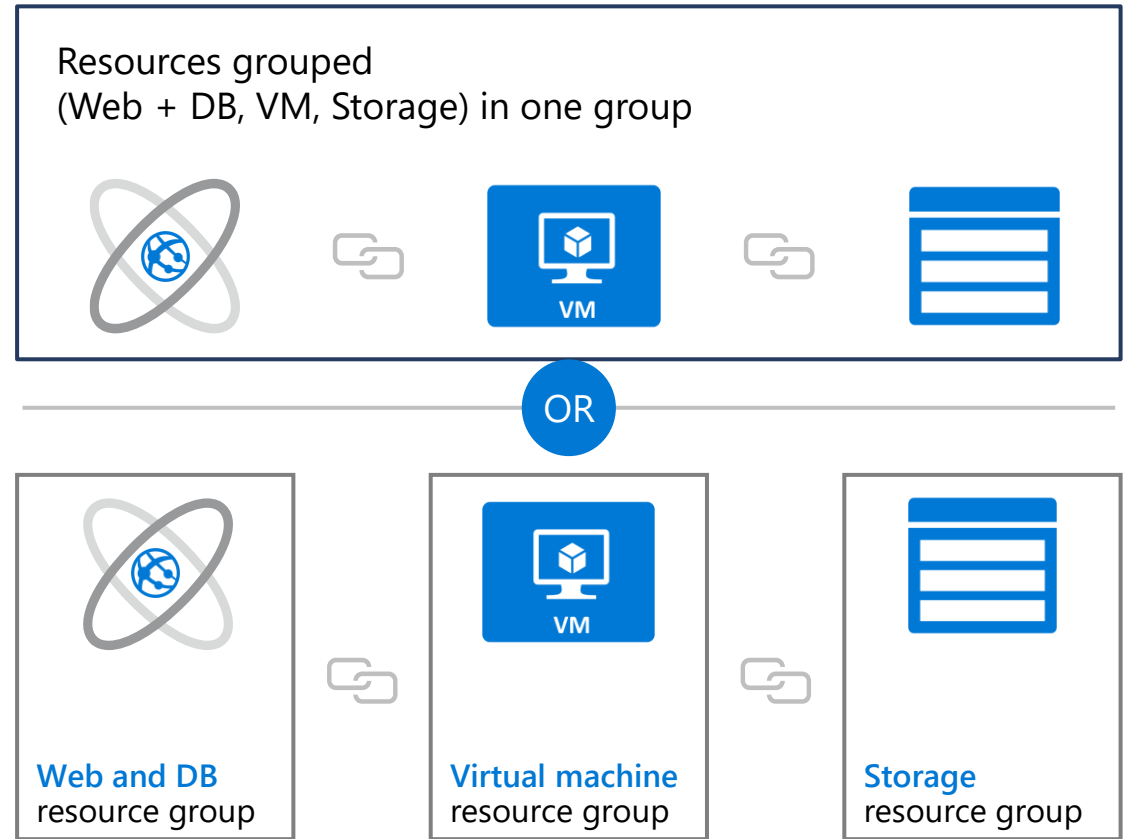 Resources grouped
(Web + DB, VM, Storage) in one group
VM
OR
VM
Web and DB
resource group
Virtual machine
resource group
Storage
resource group